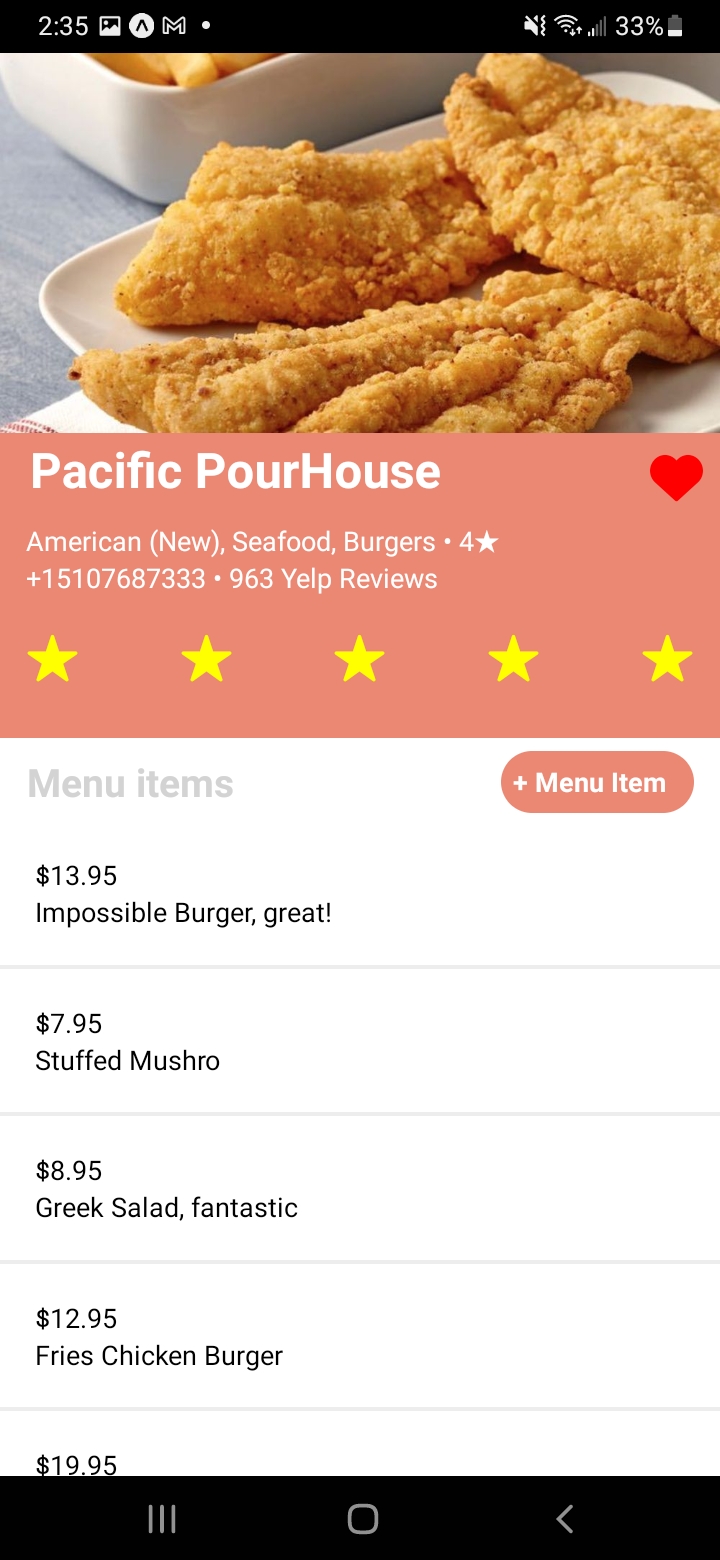 2:35 33%
Pacific PourHouse
American (New), Seafood, Burgers • 4★
+15107687333 • 963 Yelp Reviews
Menu items + Menu Item
$13.95
Impossible Burger, great!
$7.95
Stuffed Mushro
$8.95
Greek Salad, fantastic
$12.95
Fries Chicken Burger
$19.95